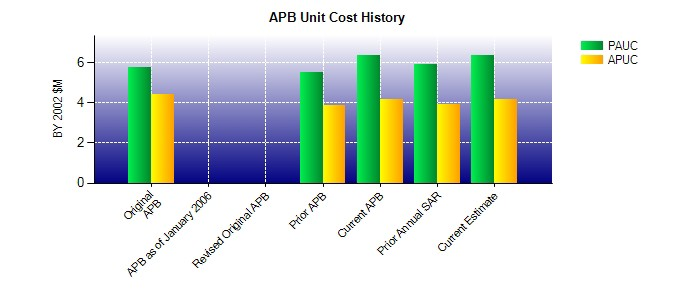 APB Unit Cost History
PAUC
APUC
BY 2002 $M
6
4
2
0
Original
APB
APB as of January 2006
Revised Original APB
Prior APB
Current APB
Prior Annual SAR
Current Estimate